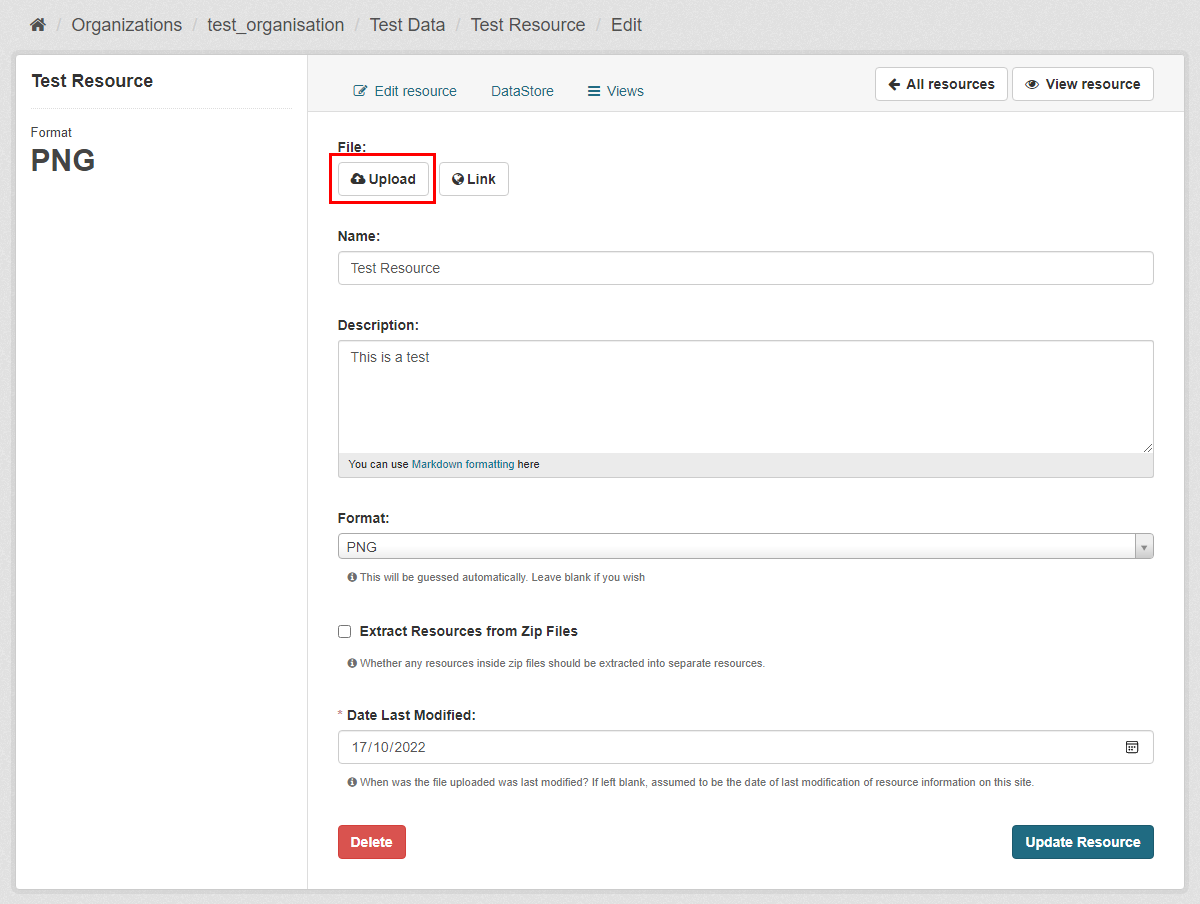 / Organizations / test_organisation / Test Data / Test Resource / Edit
Test Resource
Format
PNG
Edit resource DataStore Views
All resources View resource
File:
Upload Link
Name:
Test Resource
Description:
This is a test
You can use Markdown formatting here
Format:
PNG
This will be guessed automatically. Leave blank if you wish
Extract Resources from Zip Files
Whether any resources inside zip files should be extracted into separate resources.
* Date Last Modified:
17/10/2022
When was the file uploaded was last modified? If left blank, assumed to be the date of last modification of resource information on this site.
Delete Update Resource